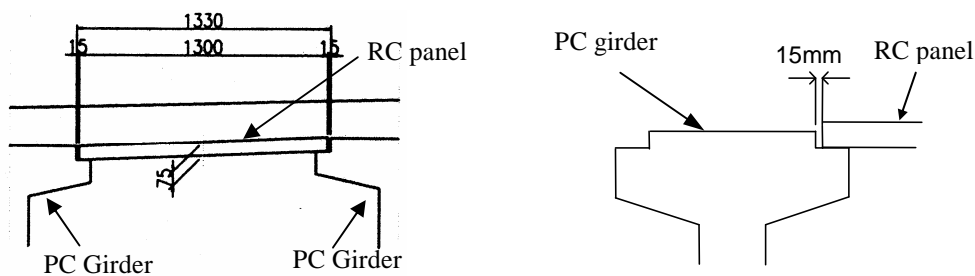 1330
15 1300 15
RC panel
75
PC Girder PC Girder
PC girder
15mm
RC panel